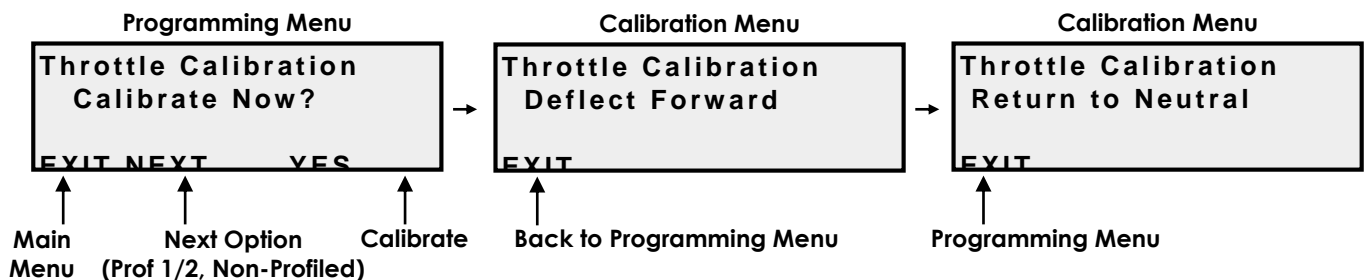 Programming Menu
Throttle Calibration
Calibrate Now?
EXIT NEXT YES
Main Menu
Next Option
(Prof 1/2, Non-Profiled)
Calibrate
Calibration Menu
Throttle Calibration
Deflect Forward
EXIT
Back to Programming Menu
Calibration Menu
Throttle Calibration
Return to Neutral
EXIT
Programming Menu